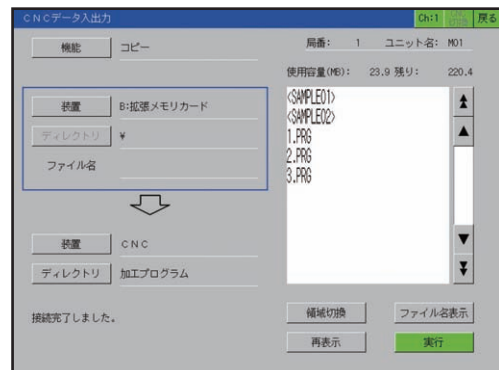 CNCデータ入出力
Ch:1
戻る
機能
コピー
局番: 1 ユニット名: M01
使用容量(MB): 23.9 残り: 220.4
装置
B:拡張メモリカード
ディレクトリ
¥
ファイル名
<SAMPLE01>
<SAMPLE02>
1.PRG
2.PRG
3.PRG
装置
CNC
ディレクトリ
加工プログラム
接続完了しました。
領域切換
ファイル名表示
再表示
実行